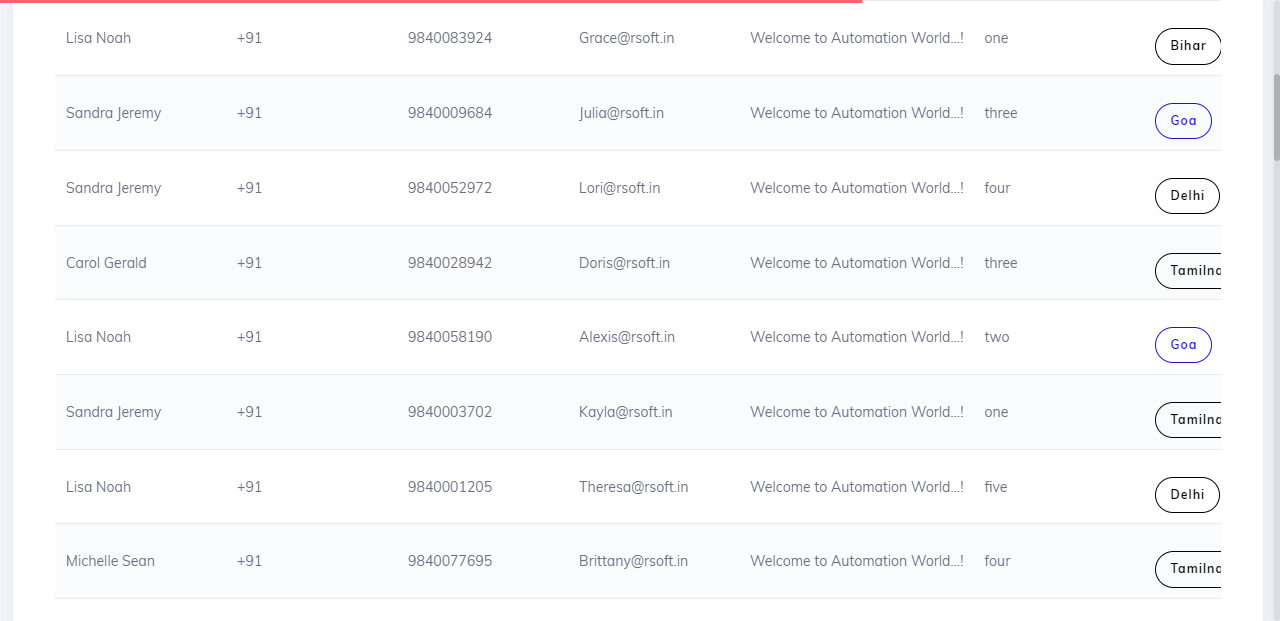 Lisa Noah +91 9840083924 Grace@rsoft.in Welcome to Automation World...! one Bihar
Sandra Jeremy +91 9840009684 Julia@rsoft.in Welcome to Automation World...! three Goa
Sandra Jeremy +91 9840052972 Lori@rsoft.in Welcome to Automation World...! four Delhi
Carol Gerald +91 9840028942 Doris@rsoft.in Welcome to Automation World...! three Tamilna
Lisa Noah +91 9840058190 Alexis@rsoft.in Welcome to Automation World...! two Goa
Sandra Jeremy +91 9840003702 Kayla@rsoft.in Welcome to Automation World...! one Tamilna
Lisa Noah +91 9840001205 Theresa@rsoft.in Welcome to Automation World...! five Delhi
Michelle Sean +91 9840077695 Brittany@rsoft.in Welcome to Automation World...! four Tamilna